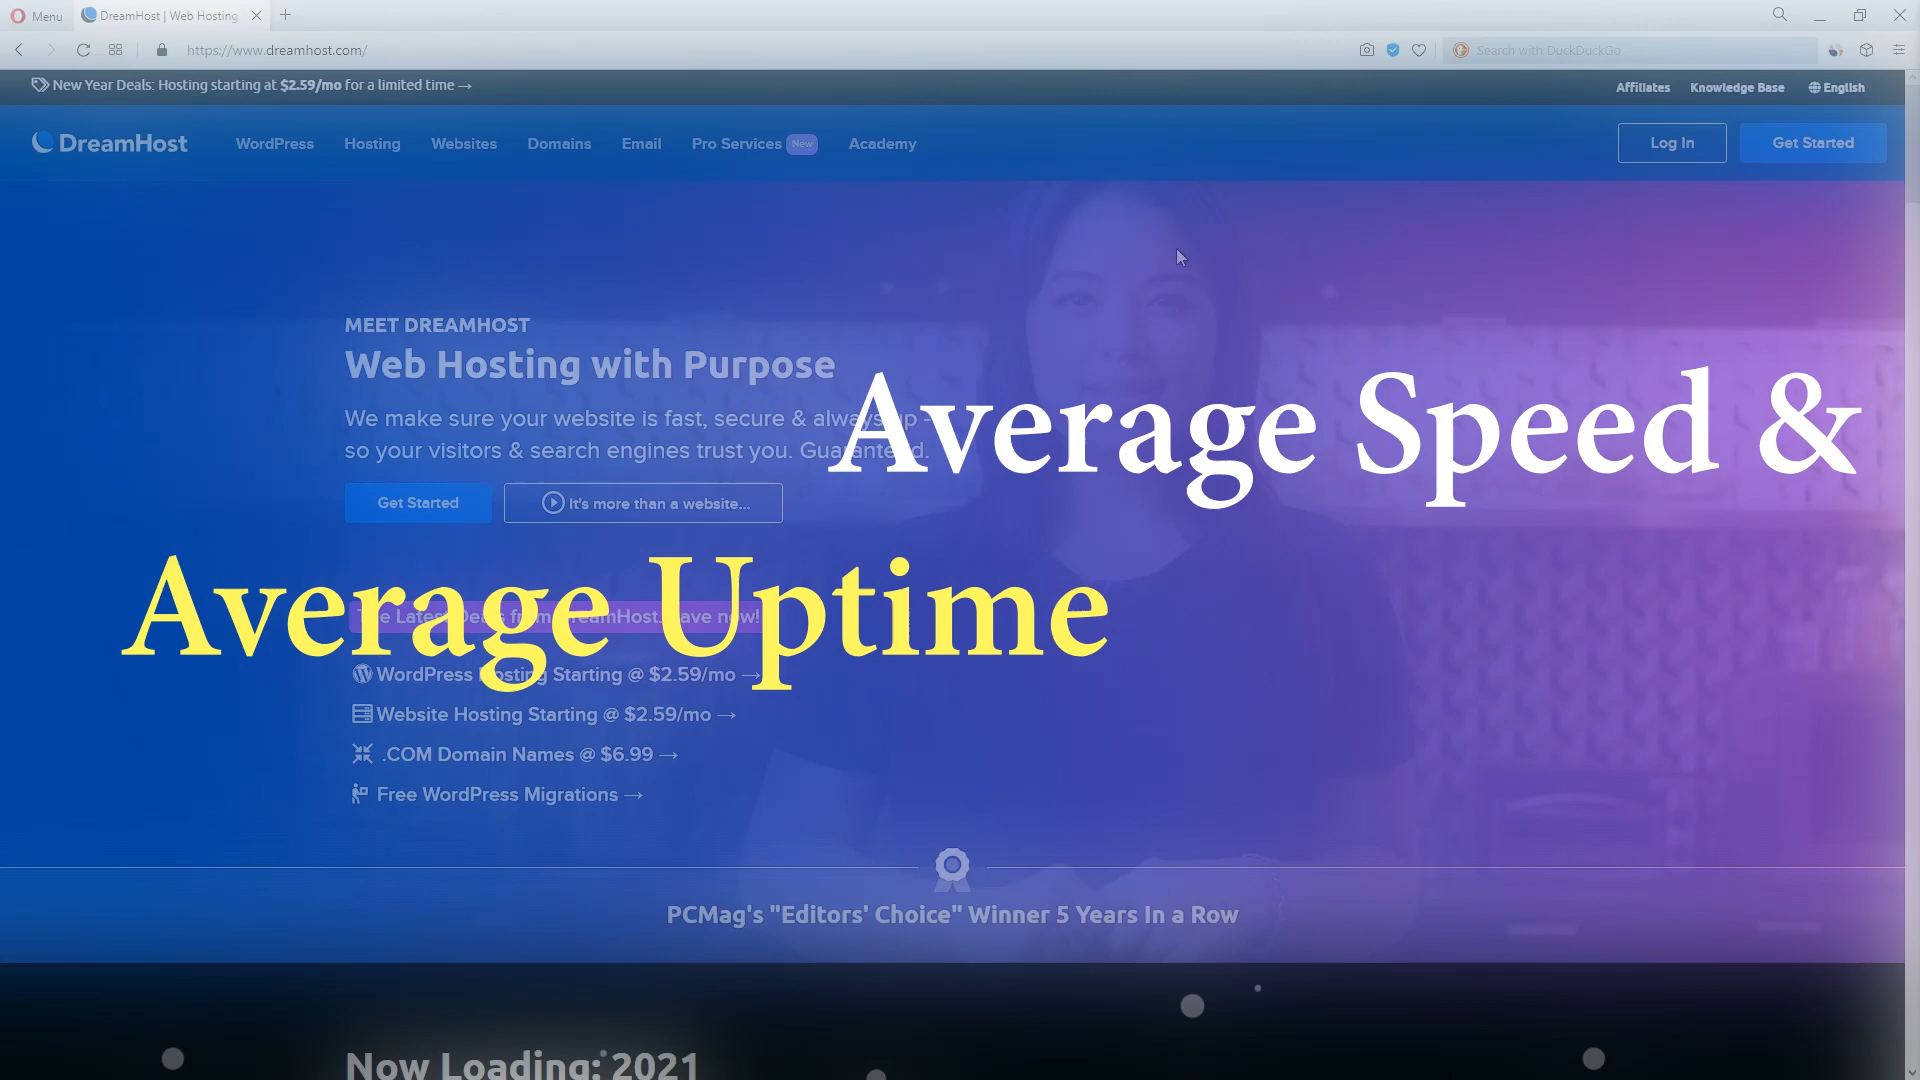 Menu
DreamHost | Web Hosting
https://www.dreamhost.com/
Search with DuckDuckGo
New Year Deals: Hosting starting at $2.59/mo for a limited time →
Affiliates Knowledge Base English
DreamHost WordPress Hosting Websites Domains Email Pro Services New Academy
Log In Get Started
MEET DREAMHOST
Web Hosting with Purpose
We make sure your website is fast, secure & always up -
so your visitors & search engines trust you. Guaranteed.
Average Speed &
Get Started It's more than a website...
Average Uptime
The Latest Deals from DreamHost. Save now!
WordPress Hosting Starting @ $2.59/mo →
Website Hosting Starting @ $2.59/mo →
.COM Domain Names @ $6.99 →
Free WordPress Migrations →
PCMag's "Editors' Choice" Winner 5 Years In a Row
Now Loading: 2021